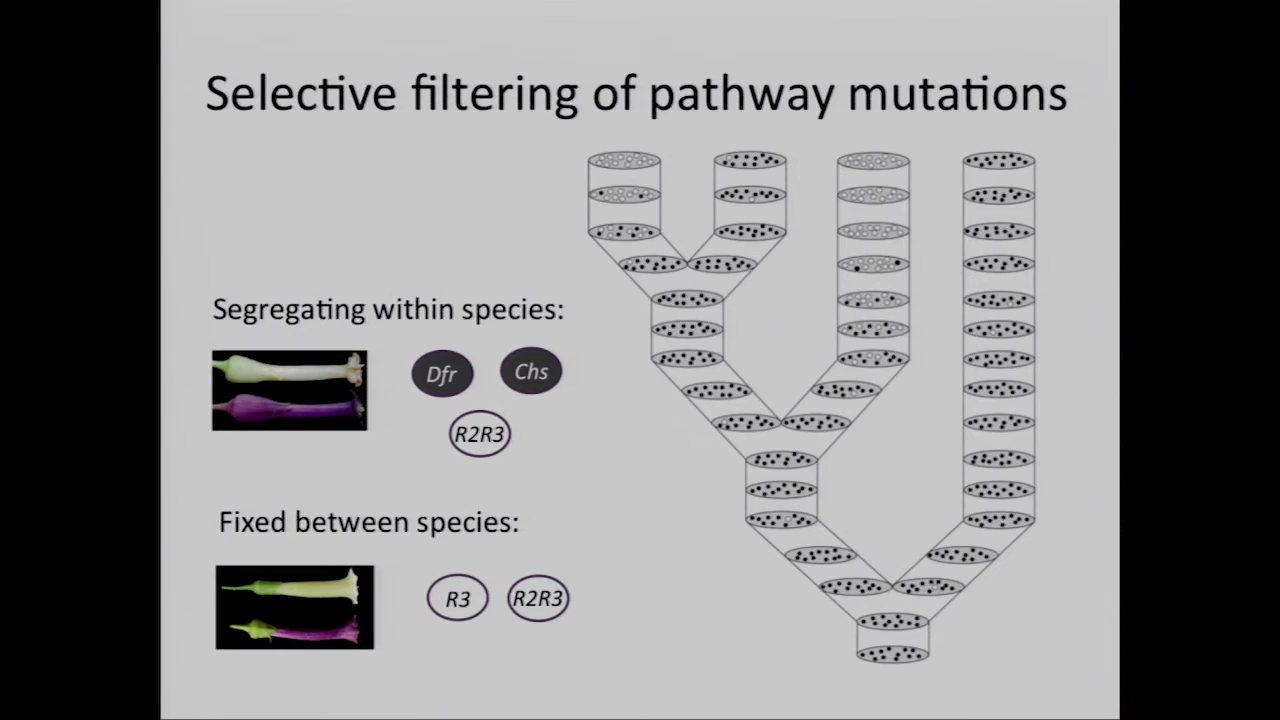 Selective filtering of pathway mutations
Segregating within species:
Dfr
Chs
R2R3
Fixed between species:
R3
R2R3